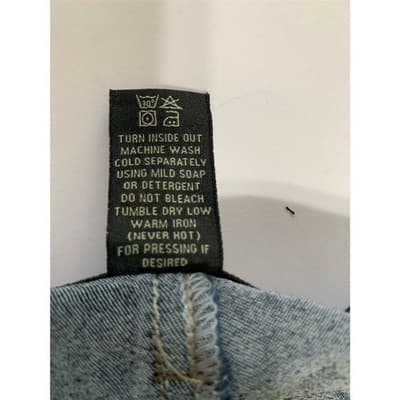 30°
TURN INSIDE OUT
MACHINE WASH
COLD SEPARATELY
USING MILD SOAP
OR DETERGENT
DO NOT BLEACH
TUMBLE DRY LOW
WARM IRON
(NEVER HOT)
FOR PRESSING IF
DESIRED